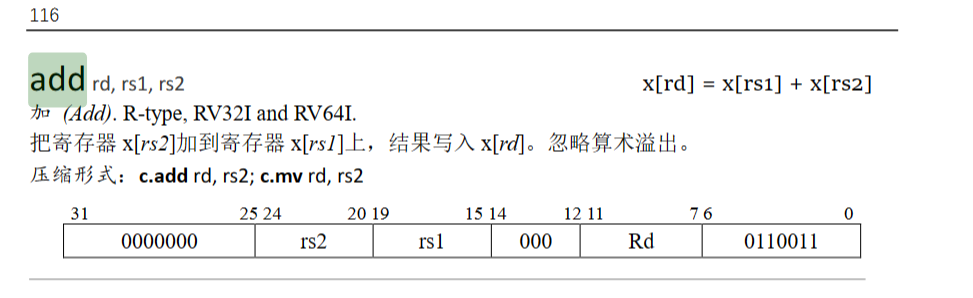 116
add rd, rs1, rs2 x[rd] = x[rs1] + x[rs2]
加 (Add). R-type, RV32I and RV64I.
把寄存器 x[rs2]加到寄存器 x[rs1]上，结果写入 x[rd]。忽略算术溢出。
压缩形式：c.add rd, rs2; c.mv rd, rs2
31 25 24 20 19 15 14 12 11 7 6 0
0000000 rs2 rs1 000 Rd 0110011